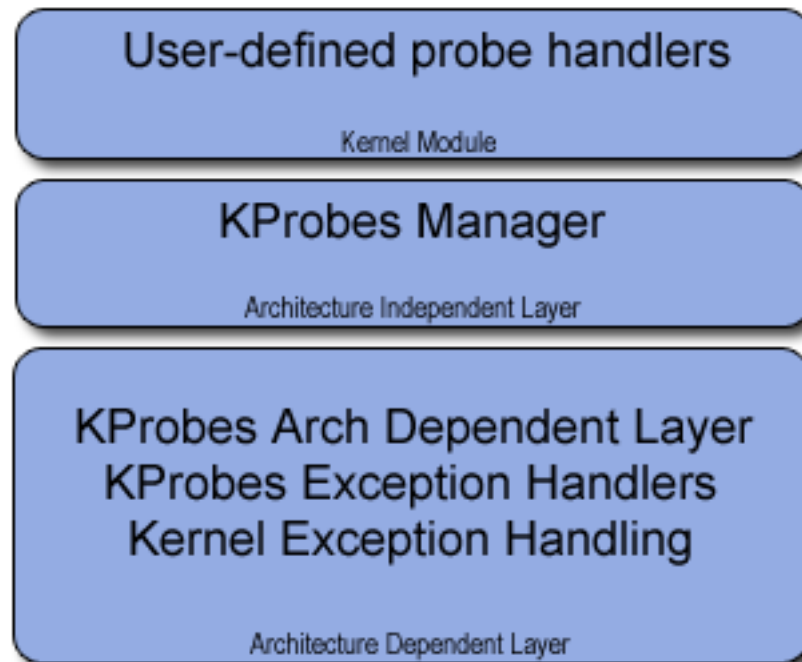 User-defined probe handlers
Kernel Module
KProbes Manager
Architecture Independent Layer
KProbes Arch Dependent Layer
KProbes Exception Handlers
Kernel Exception Handling
Architecture Dependent Layer